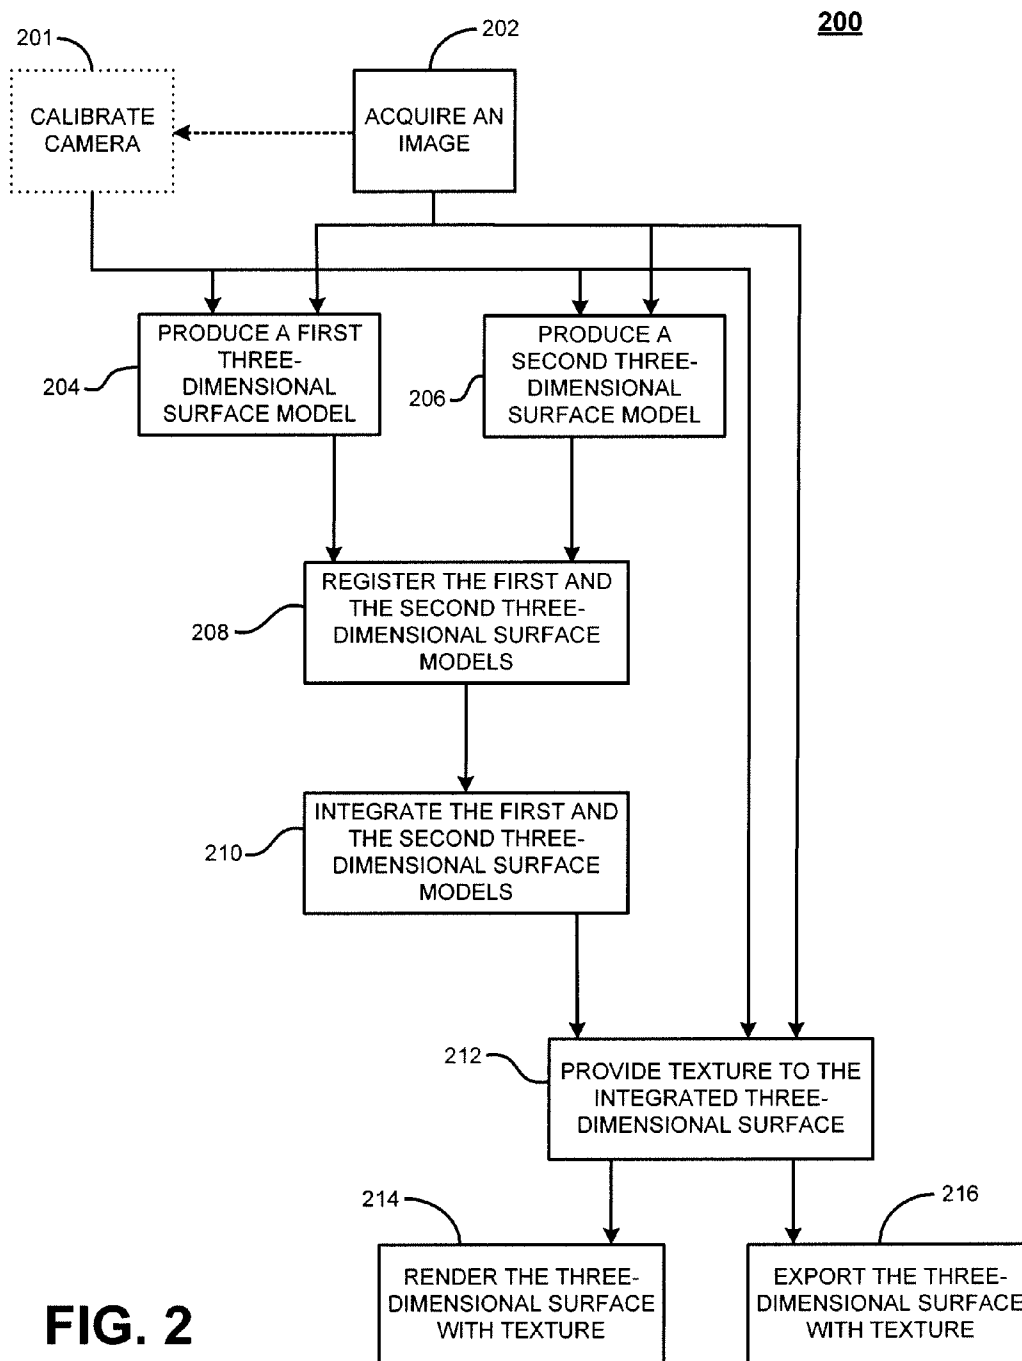 200
201
202
CALIBRATE
CAMERA
ACQUIRE AN
IMAGE
PRODUCE A FIRST
THREE-
DIMENSIONAL
SURFACE MODEL
204
PRODUCE A
SECOND THREE-
DIMENSIONAL
SURFACE MODEL
206
REGISTER THE FIRST AND
THE SECOND THREE-
DIMENSIONAL SURFACE
MODELS
208
INTEGRATE THE FIRST AND
THE SECOND THREE-
DIMENSIONAL SURFACE
MODELS
210
212
PROVIDE TEXTURE TO THE
INTEGRATED THREE-
DIMENSIONAL SURFACE
214
216
RENDER THE THREE-
DIMENSIONAL SURFACE
WITH TEXTURE
EXPORT THE THREE-
DIMENSIONAL SURFACE
WITH TEXTURE
FIG. 2